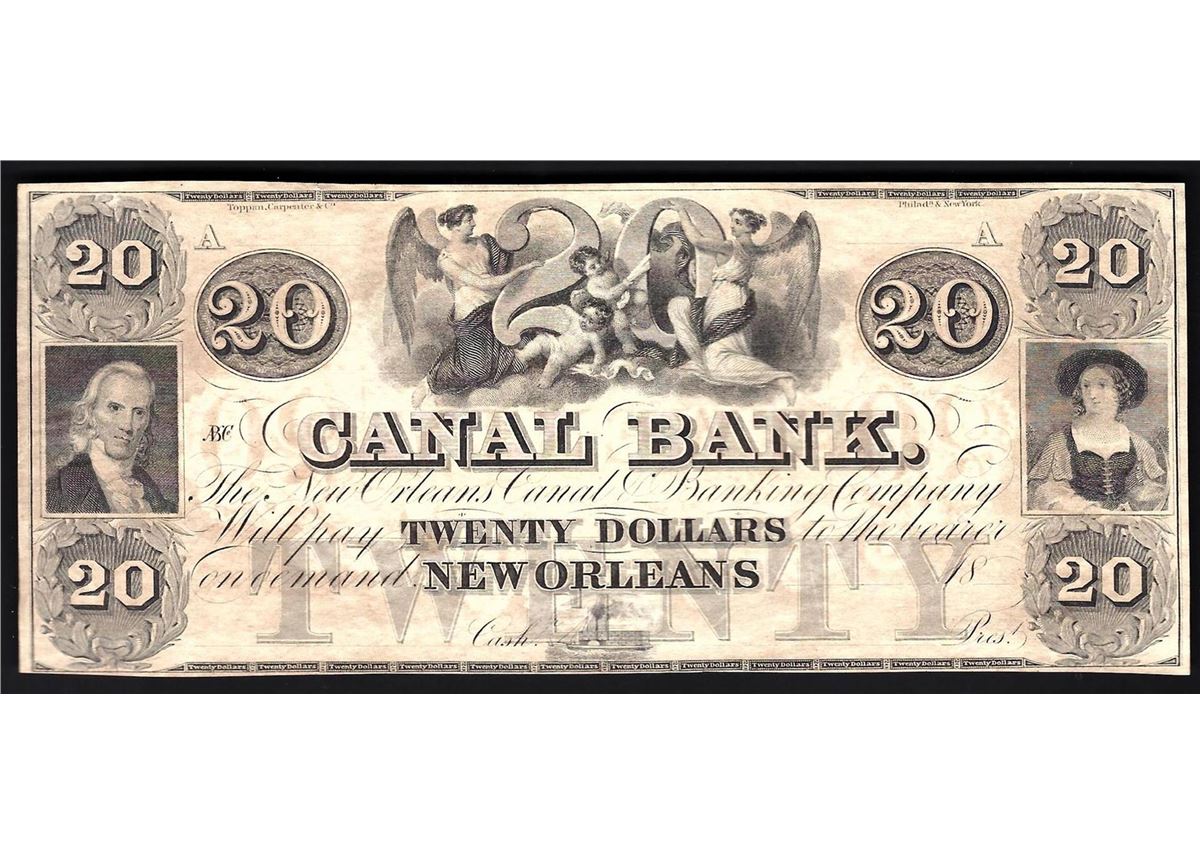 Twenty Dollars Twenty Dollars Twenty Dollars Twenty Dollars Twenty Dollars Twenty Dollars
Toppan, Carpenter & Co. Philada. & New York.
20 A 20 20 20 A 20
ABC CANAL BANK.
The New Orleans Canal & Banking Company
Will pay TWENTY DOLLARS to the bearer
on demand NEW ORLEANS 18
20 TWENTY 20
Cash. Prest.
Twenty Dollars Twenty Dollars Twenty Dollars Twenty Dollars Twenty Dollars Twenty Dollars Twenty Dollars Twenty Dollars Twenty Dollars Twenty Dollars Twenty Dollars Twenty Dollars